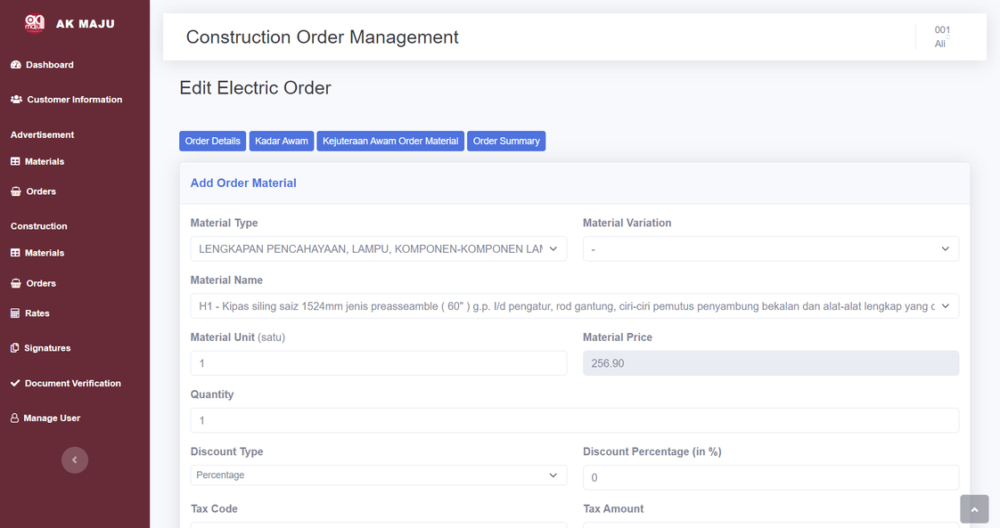 AK MAJU
Dashboard
Customer Information
Advertisement
Materials
Orders
Construction
Materials
Orders
Rates
Signatures
Document Verification
Manage User
Construction Order Management
001
Ali
Edit Electric Order
Order Details
Kadar Awam
Kejuteraan Awam Order Material
Order Summary
Add Order Material
Material Type
Material Variation
LENGKAPAN PENCAHAYAAN, LAMPU, KOMPONEN-KOMPONEN LAM
-
Material Name
H1 - Kipas siling saiz 1524mm jenis preasseamble ( 60" ) g.p. I/d pengatur, rod gantung, ciri-ciri pemutus penyambung bekalan dan alat-alat lengkap yang
Material Unit (satu)
Material Price
1
256.90
Quantity
1
Discount Type
Discount Percentage (in %)
Percentage
0
Tax Code
Tax Amount